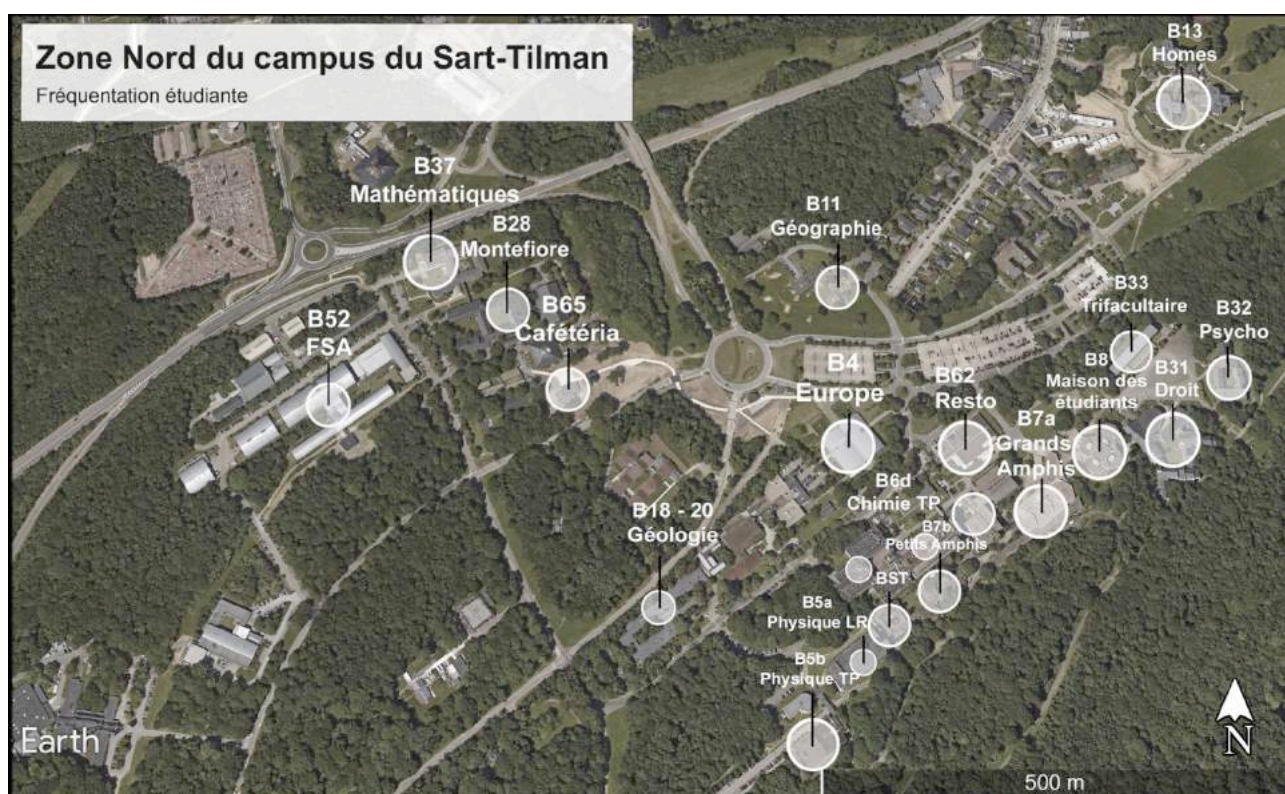 Zone Nord du campus du Sart-Tilman
Fréquentation étudiante
B13
Homes
B37
Mathématiques
B28
Montefiore
B11
Géographie
B65
Cafétéria
B52
FSA
B33
Trifacultaire
B32
Psycho
B4
Europe
B62
Resto
B8
Maison des
étudiants
B31
Droit
B7a
Grands
Amphis
B6d
Chimie TP
B18 - 20
Géologie
B7b
Petits Amphis
BST
B5a
Physique LR
B5b
Physique TP
Earth
N
500 m